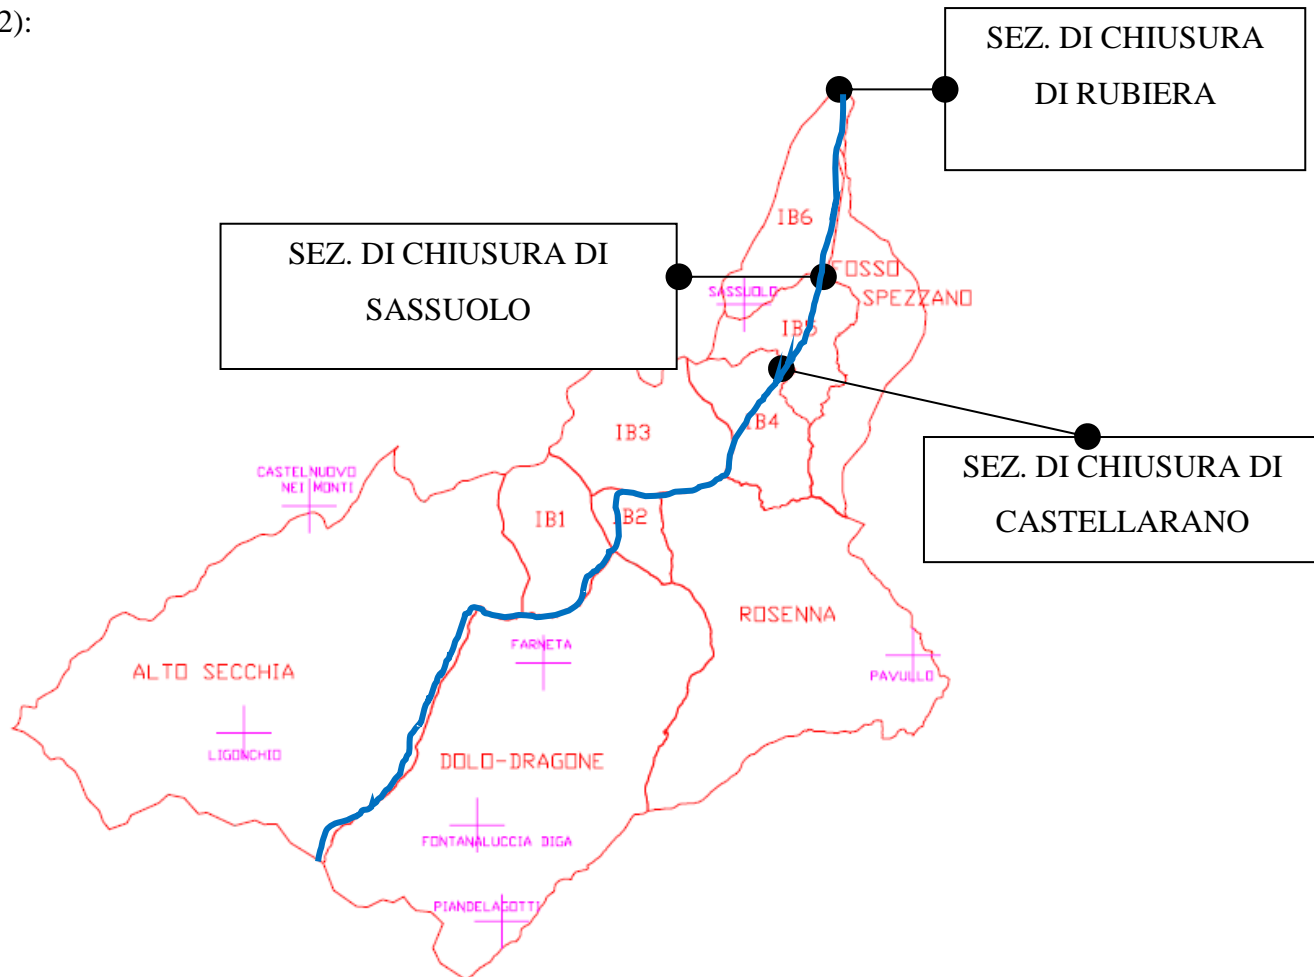 2):
SEZ. DI CHIUSURA
DI RUBIERA
IB6
SEZ. DI CHIUSURA DI
SASSUOLO
FOSSO
SPEZZANO
SASSUOLO
IB5
IB4
IB3
SEZ. DI CHIUSURA DI
CASTELLARANO
CASTELNUOVO
NEI MONTI
IB1
IB2
ROSENNA
FARNETA
ALTO SECCHIA
PAVULLO
LIGONCHIO
DOLO-DRAGONE
FONTANALUCCIA DIGA
PIANDELAGOTTI